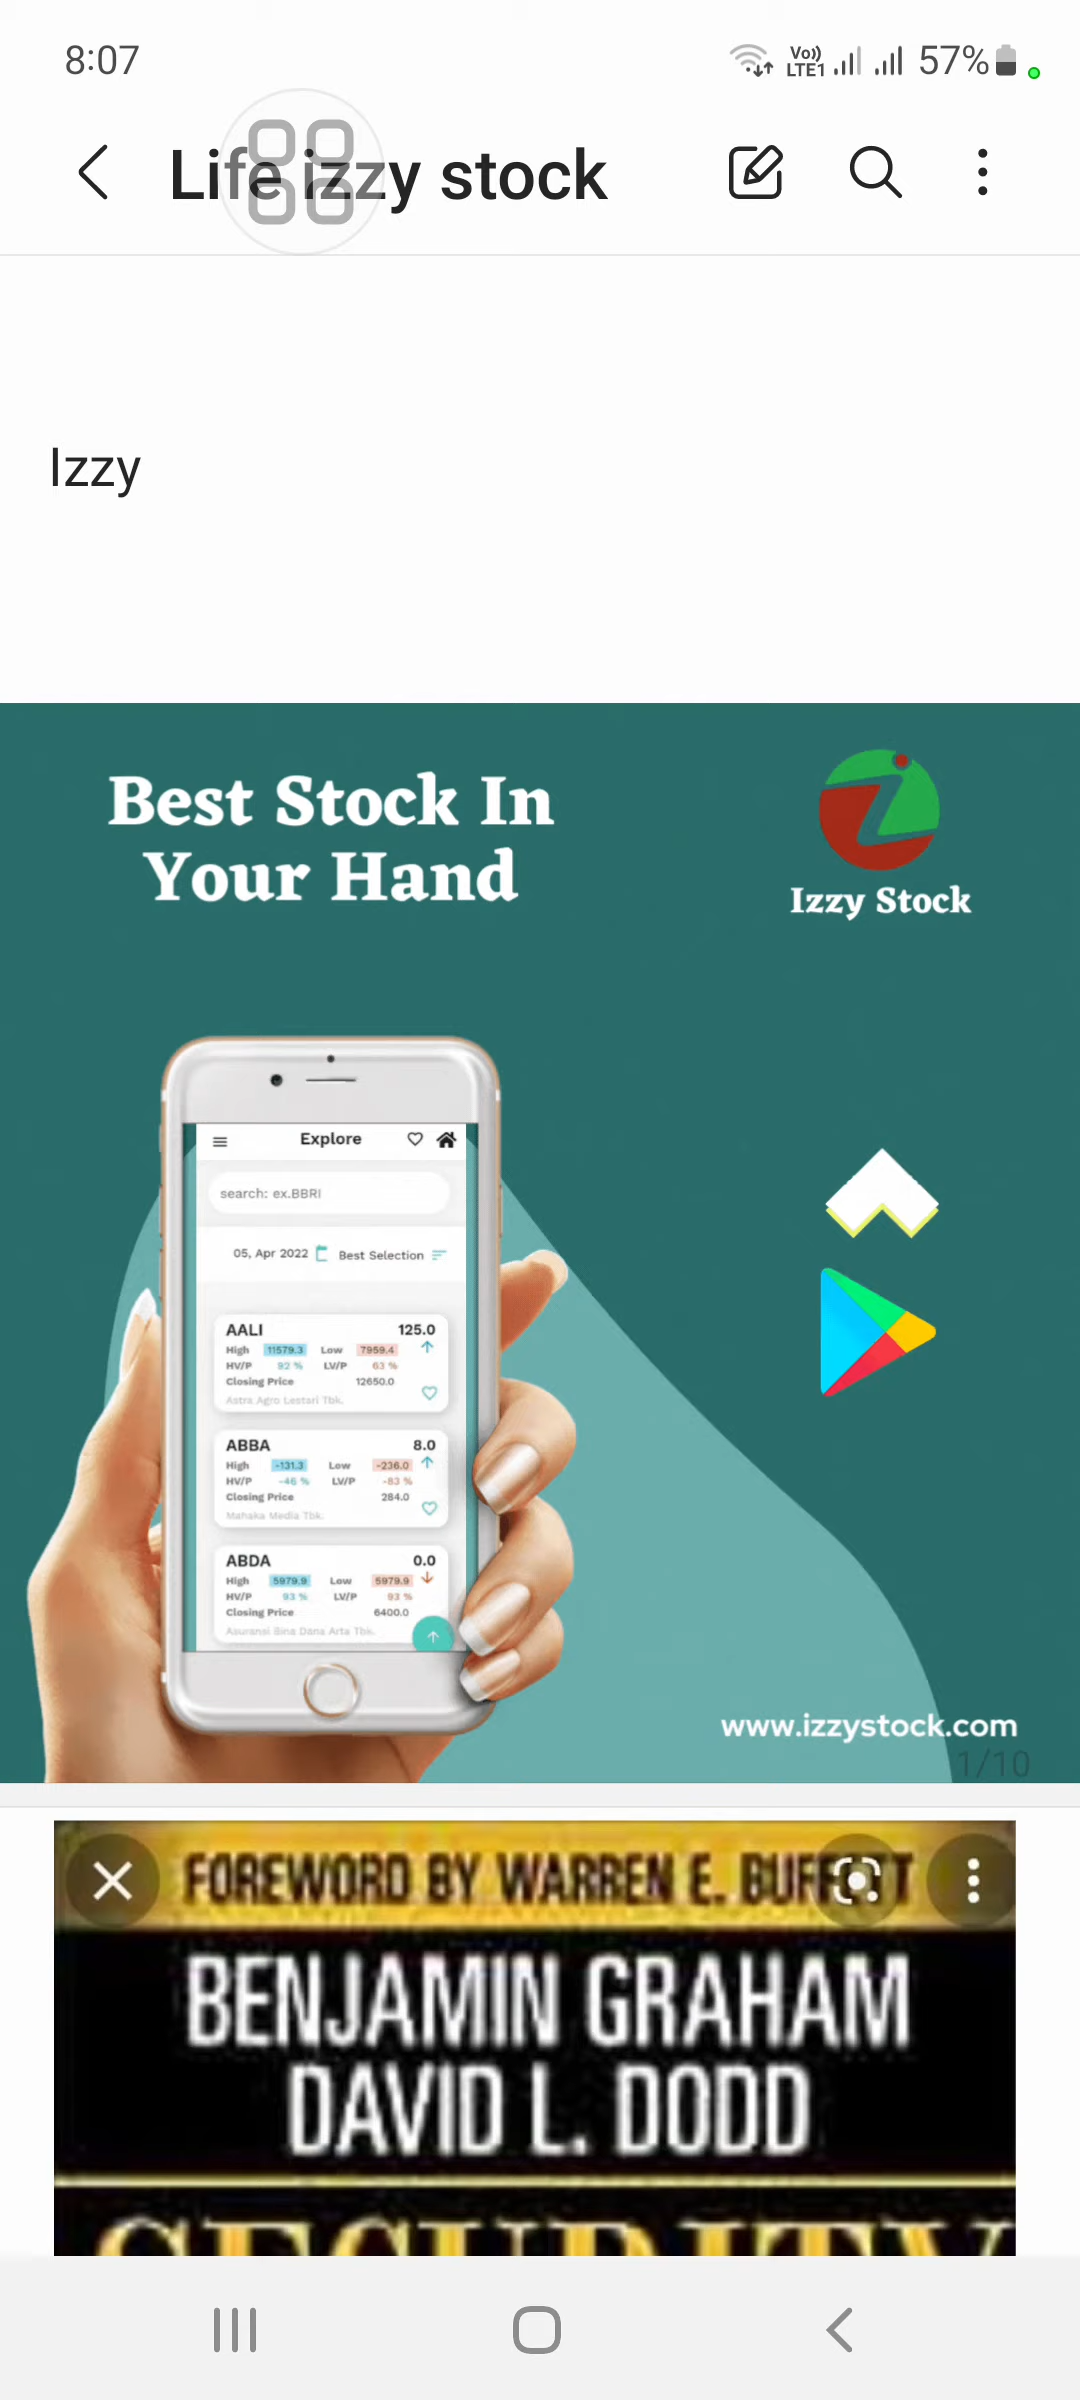 8:07
Vo))
LTE1
57%
Life izzy stock
Izzy
Best Stock In
Your Hand
Izzy Stock
Explore
search: ex.BBRI
05, Apr 2022 Best Selection
AALI 125.0
High 11579.3 Low 7959.4
HV/P 92 % LV/P 63 %
Closing Price 12650.0
Astra Agro Lestari Tbk.
ABBA 8.0
High -131.3 Low -236.0
HV/P -46 % LV/P -83 %
Closing Price 284.0
Mahaka Media Tbk.
ABDA 0.0
High 5979.9 Low 5979.9
HV/P 93 % LV/P 93 %
Closing Price 6400.0
Asuransi Bina Dana Arta Tbk.
www.izzystock.com
1/10
FOREWORD BY WARREN E. BUFFETT
BENJAMIN GRAHAM
DAVID L. DODD
SECURITY